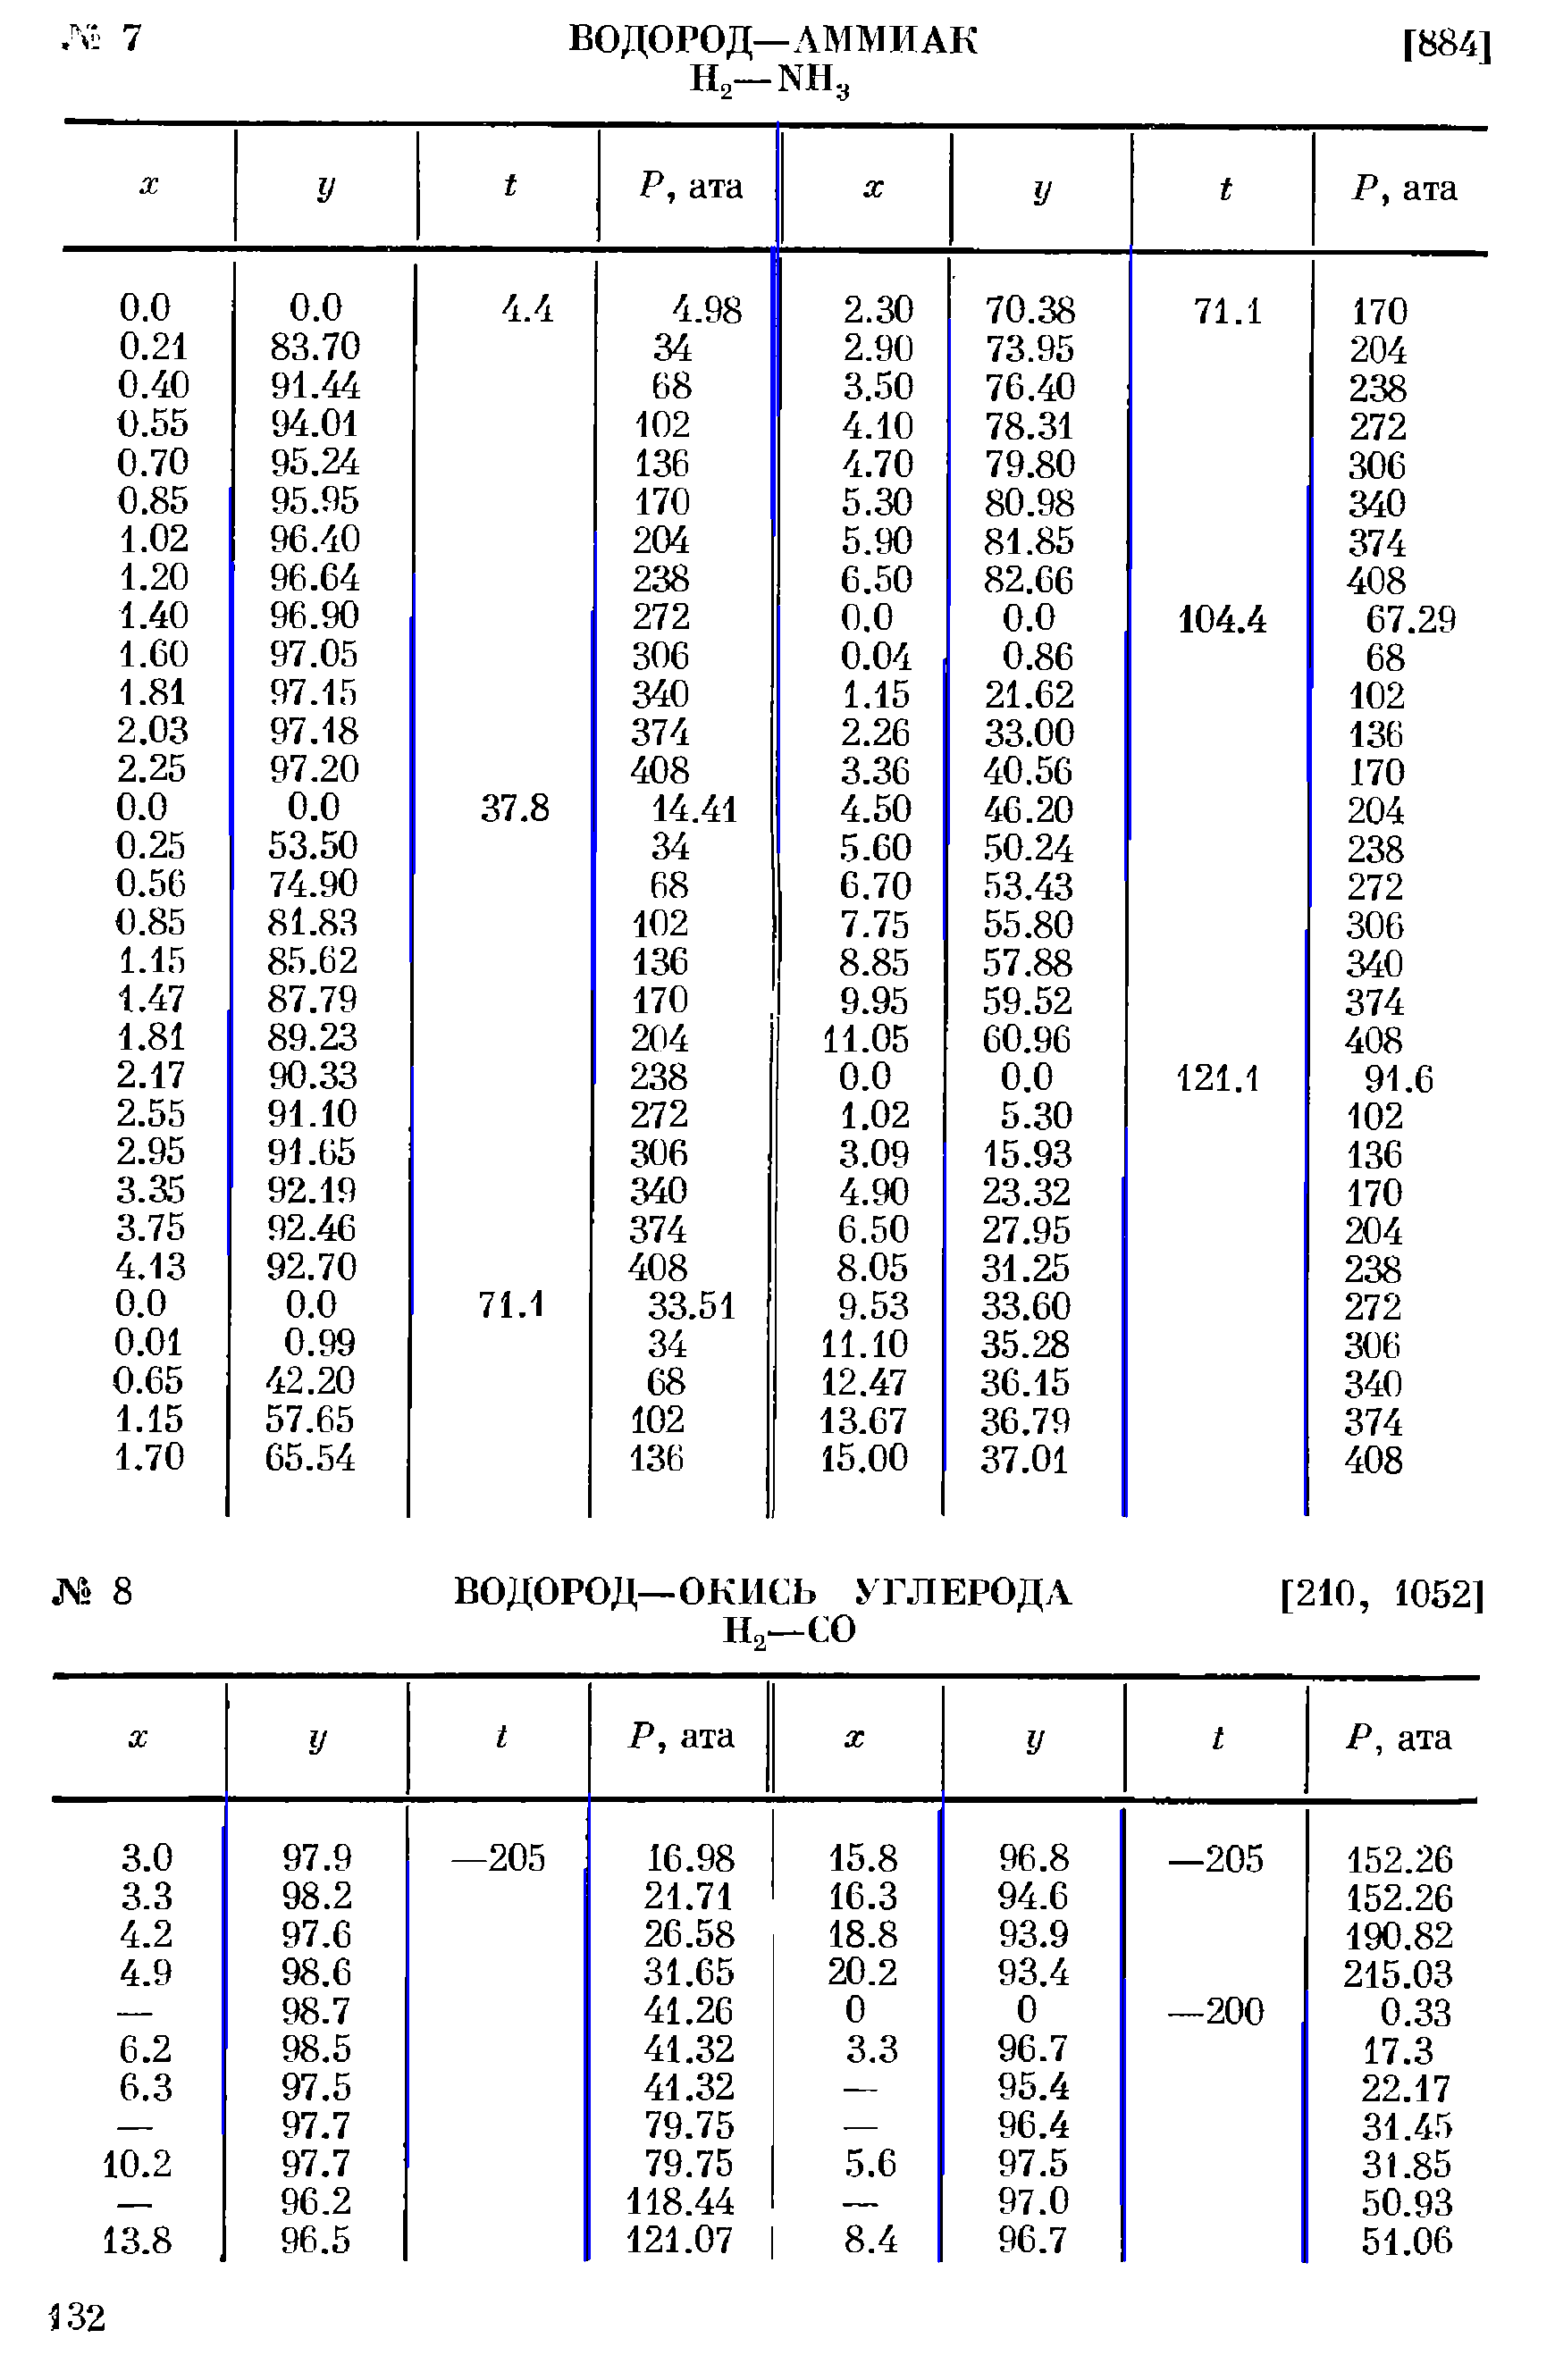 № 7 ВОДОРОД—АММИАК [884]
H₂—NH₃
x y t P, ата x y t P, ата
0.0 0.0 4.4 4.98 2.30 70.38 71.1 170
0.21 83.70 34 2.90 73.95 204
0.40 91.44 68 3.50 76.40 238
0.55 94.01 102 4.10 78.31 272
0.70 95.24 136 4.70 79.80 306
0.85 95.95 170 5.30 80.98 340
1.02 96.40 204 5.90 81.85 374
1.20 96.64 238 6.50 82.66 408
1.40 96.90 272 0.0 0.0 104.4 67.29
1.60 97.05 306 0.04 0.86 68
1.81 97.15 340 1.15 21.62 102
2.03 97.18 374 2.26 33.00 136
2.25 97.20 408 3.36 40.56 170
0.0 0.0 37.8 14.41 4.50 46.20 204
0.25 53.50 34 5.60 50.24 238
0.56 74.90 68 6.70 53.43 272
0.85 81.83 102 7.75 55.80 306
1.15 85.62 136 8.85 57.88 340
1.47 87.79 170 9.95 59.52 374
1.81 89.23 204 11.05 60.96 408
2.17 90.33 238 0.0 0.0 121.1 91.6
2.55 91.10 272 1.02 5.30 102
2.95 91.65 306 3.09 15.93 136
3.35 92.19 340 4.90 23.32 170
3.75 92.46 374 6.50 27.95 204
4.13 92.70 408 8.05 31.25 238
0.0 0.0 71.1 33.51 9.53 33.60 272
0.01 0.99 34 11.10 35.28 306
0.65 42.20 68 12.47 36.15 340
1.15 57.65 102 13.67 36.79 374
1.70 65.54 136 15.00 37.01 408
№ 8 ВОДОРОД—ОКИСЬ УГЛЕРОДА [210, 1052]
H₂—CO
x y t P, ата x y t P, ата
3.0 97.9 —205 16.98 15.8 96.8 —205 152.26
3.3 98.2 21.71 16.3 94.6 152.26
4.2 97.6 26.58 18.8 93.9 190.82
4.9 98.6 31.65 20.2 93.4 215.03
— 98.7 41.26 0 0 —200 0.33
6.2 98.5 41.32 3.3 96.7 17.3
6.3 97.5 41.32 — 95.4 22.17
— 97.7 79.75 — 96.4 31.45
10.2 97.7 79.75 5.6 97.5 31.85
— 96.2 118.44 — 97.0 50.93
13.8 96.5 121.07 8.4 96.7 51.06
132